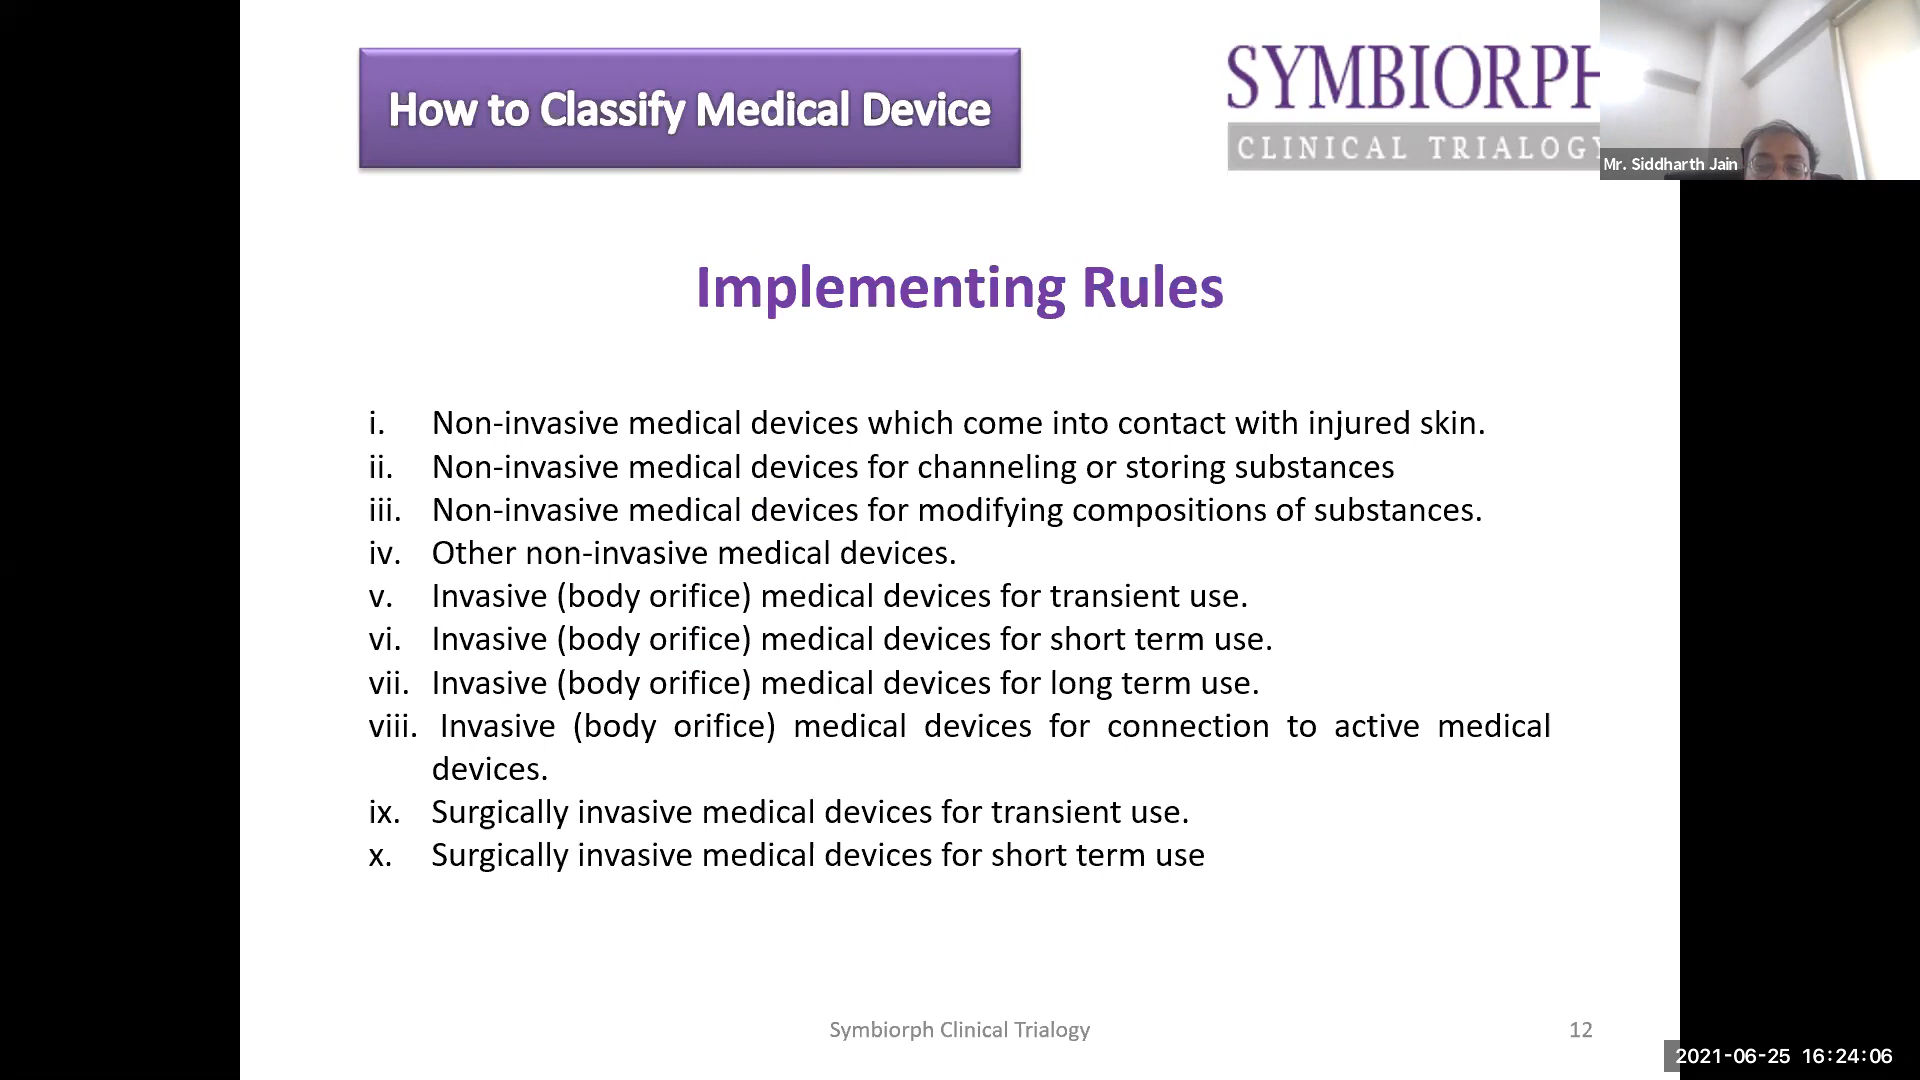 How to Classify Medical Device
SYMBIORPH
CLINICAL TRIALOGY
Mr. Siddharth Jain
Implementing Rules
i. Non-invasive medical devices which come into contact with injured skin.
ii. Non-invasive medical devices for channeling or storing substances
iii. Non-invasive medical devices for modifying compositions of substances.
iv. Other non-invasive medical devices.
v. Invasive (body orifice) medical devices for transient use.
vi. Invasive (body orifice) medical devices for short term use.
vii. Invasive (body orifice) medical devices for long term use.
viii. Invasive (body orifice) medical devices for connection to active medical
devices.
ix. Surgically invasive medical devices for transient use.
x. Surgically invasive medical devices for short term use
Symbiorph Clinical Trialogy
12
2021-06-25 16:24:06